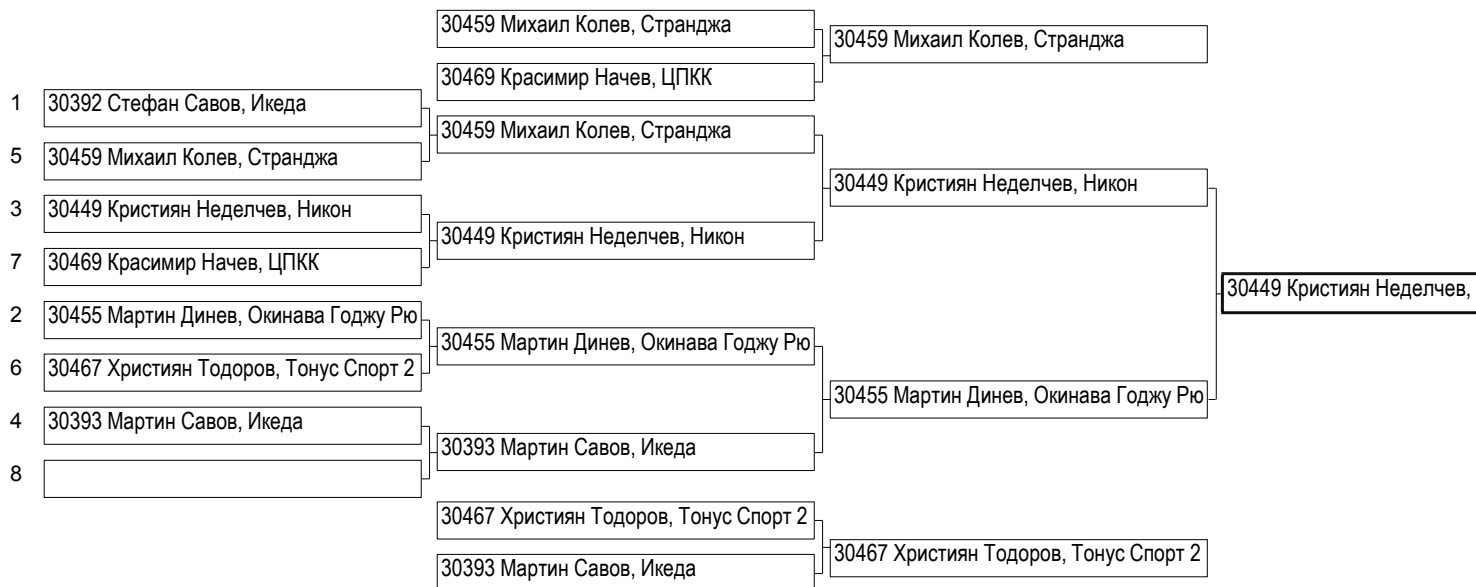 30459 Михаил Колев, Странджа
30469 Красимир Начев, ЦПКК
30459 Михаил Колев, Странджа
1 30392 Стефан Савов, Икеда
5 30459 Михаил Колев, Странджа
3 30449 Кристиян Неделчев, Никон
7 30469 Красимир Начев, ЦПКК
2 30455 Мартин Динев, Окинава Годжу Рю
6 30467 Християн Тодоров, Тонус Спорт 2
4 30393 Мартин Савов, Икеда
8
30459 Михаил Колев, Странджа
30449 Кристиян Неделчев, Никон
30455 Мартин Динев, Окинава Годжу Рю
30393 Мартин Савов, Икеда
30449 Кристиян Неделчев, Никон
30455 Мартин Динев, Окинава Годжу Рю
30449 Кристиян Неделчев,
30467 Християн Тодоров, Тонус Спорт 2
30393 Мартин Савов, Икеда
30467 Християн Тодоров, Тонус Спорт 2